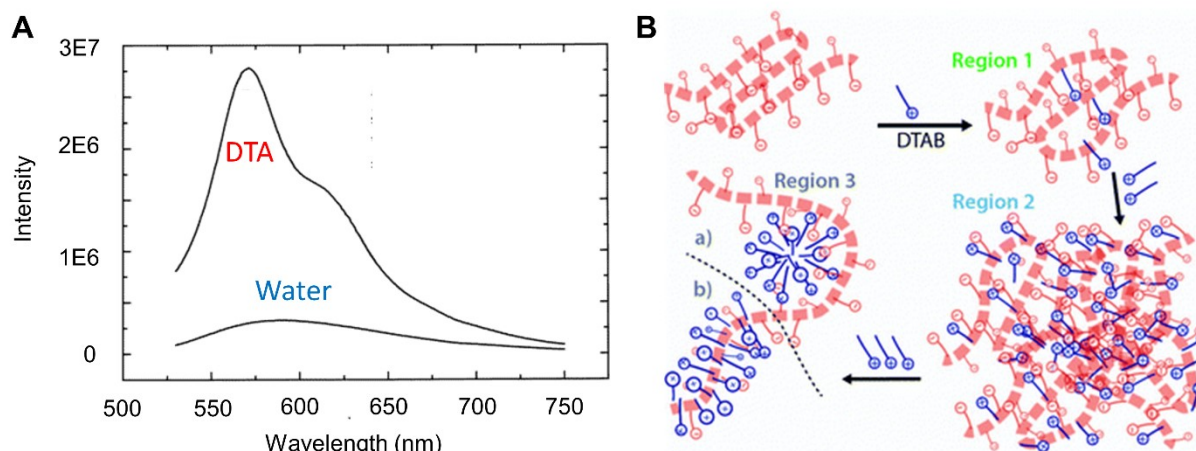 A
3E7
2E6
1E6
0
Intensity
DTA
Water
500
550
600
650
700
750
Wavelength (nm)
B
Region 1
DTAB
Region 3
Region 2
a)
b)